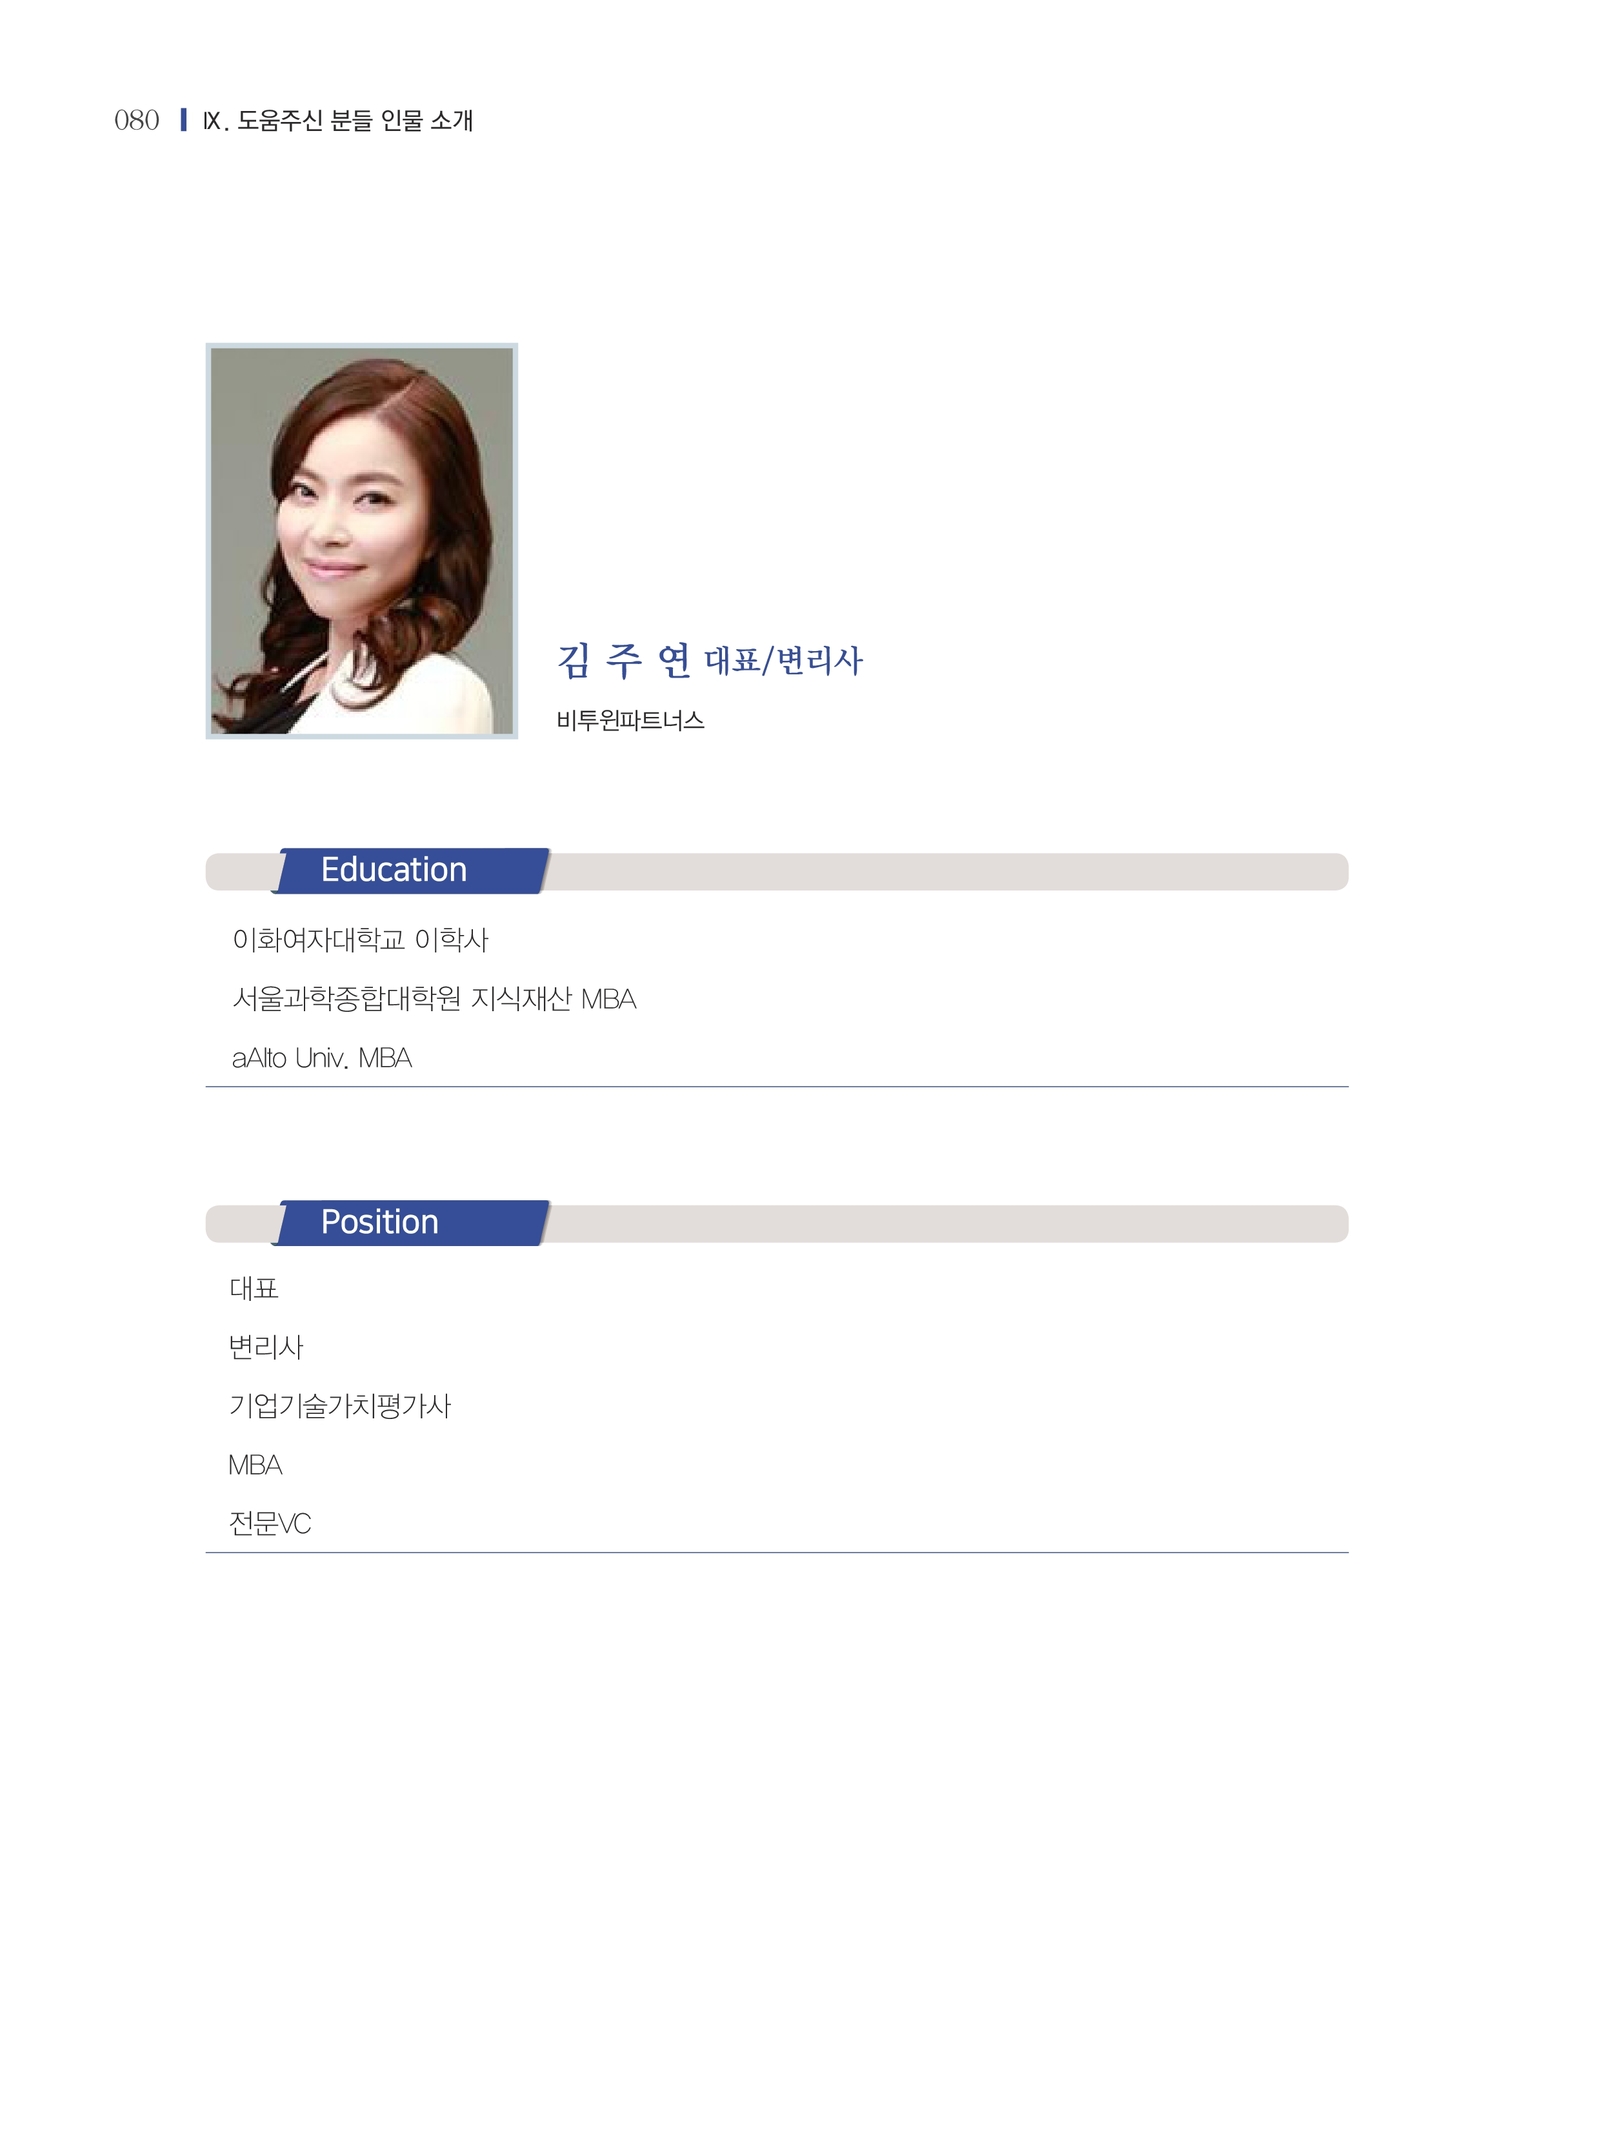 080 Ⅸ. 도움주신 분들 인물 소개
김 주 연 대표/변리사
비투윈파트너스
Education
이화여자대학교 이학사
서울과학종합대학원 지식재산 MBA
aAlto Univ. MBA
Position
대표
변리사
기업기술가치평가사
MBA
전문VC